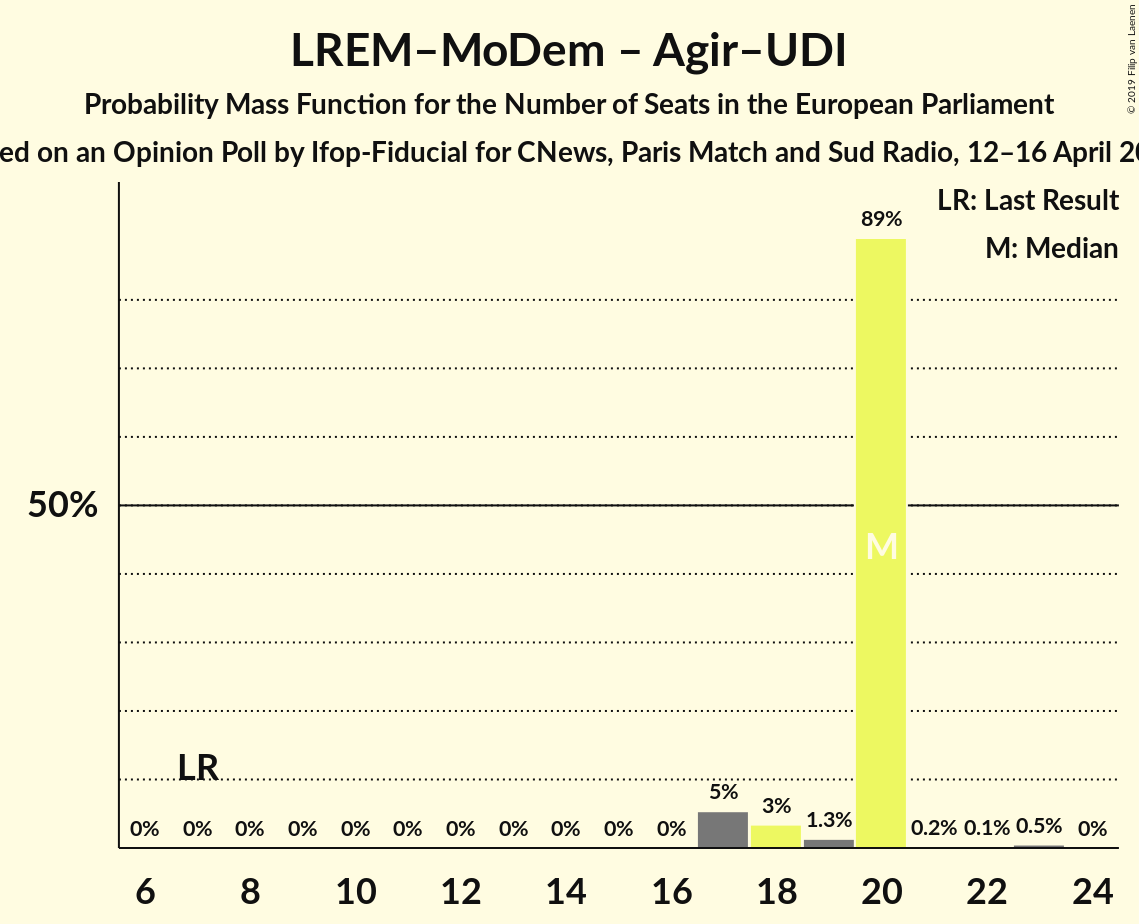 LREM–MoDem – Agir–UDI
Probability Mass Function for the Number of Seats in the European Parliament
ed on an Opinion Poll by Ifop-Fiducial for CNews, Paris Match and Sud Radio, 12–16 April 20
© 2019 Filip van Laenen
LR: Last Result
M: Median
89%
50%
M
LR
0% 0% 0% 0% 0% 0% 0% 0% 0% 0% 0% 5% 3% 1.3% 0.2% 0.1% 0.5% 0%
6 8 10 12 14 16 18 20 22 24